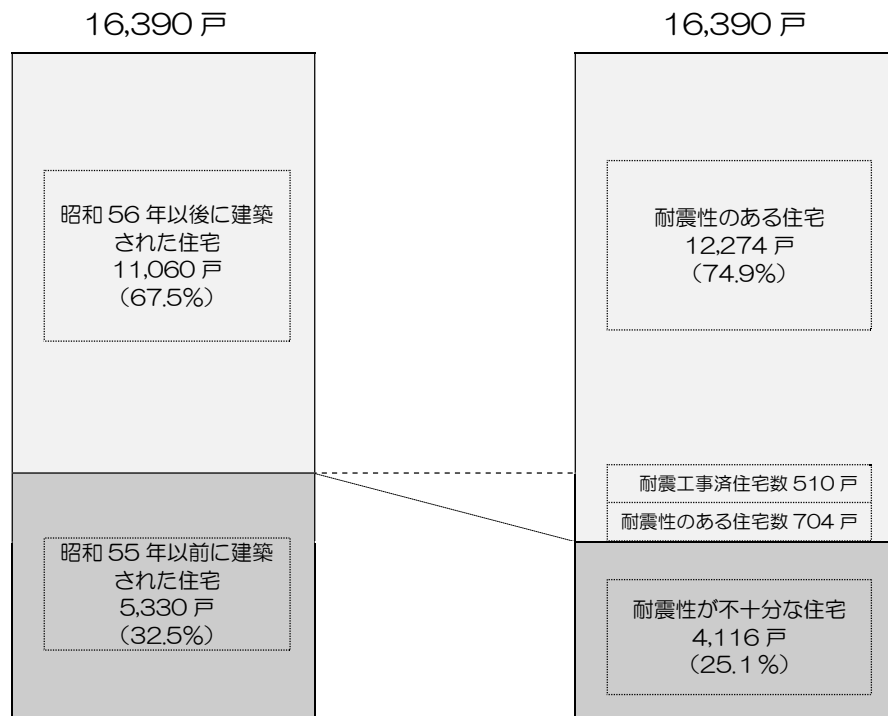 16,390 戸
昭和 56 年以後に建築
された住宅
11,060 戸
(67.5%)
昭和 55 年以前に建築
された住宅
5,330 戸
(32.5%)
16,390 戸
耐震性のある住宅
12,274 戸
(74.9%)
耐震工事済住宅数 510 戸
耐震性のある住宅数 704 戸
耐震性が不十分な住宅
4,116 戸
(25.1%)